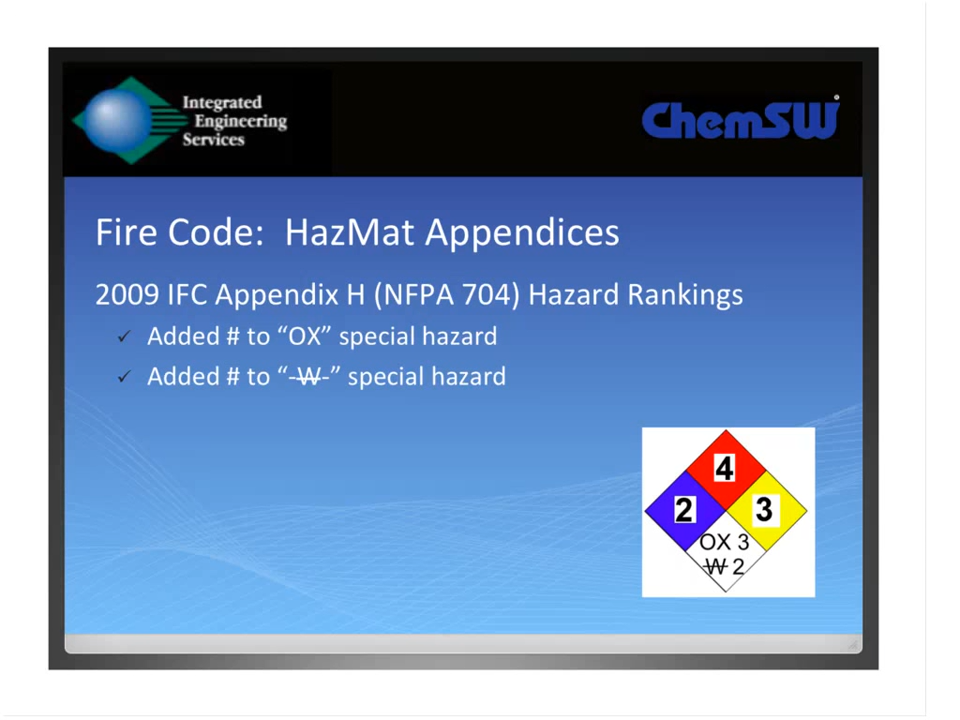 Integrated
Engineering
Services
ChemSW®
Fire Code: HazMat Appendices
2009 IFC Appendix H (NFPA 704) Hazard Rankings
✓ Added # to “OX” special hazard
✓ Added # to “-W-” special hazard
4
2
3
OX 3
W 2